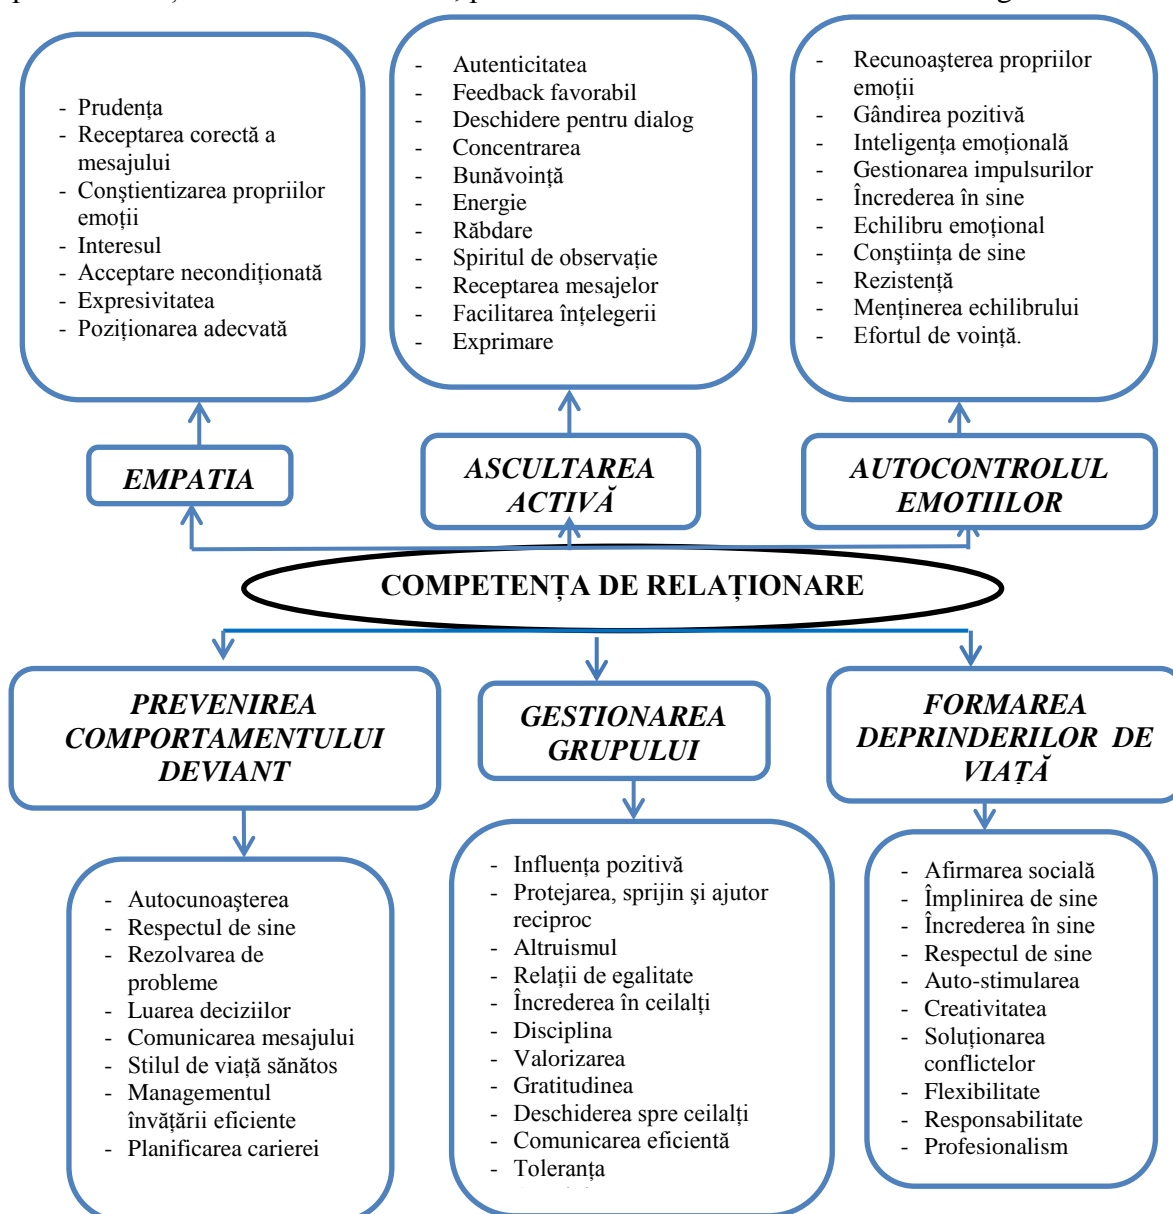 - Prudența
- Receptarea corectă a
mesajului
- Conştientizarea propriilor
emoții
- Interesul
- Acceptare necondiționată
- Expresivitatea
- Poziționarea adecvată
- Autenticitatea
- Feedback favorabil
- Deschidere pentru dialog
- Concentrarea
- Bunăvoință
- Energie
- Răbdare
- Spiritul de observație
- Receptarea mesajelor
- Facilitarea înțelegerii
- Exprimare
- Recunoaşterea propriilor
emoții
- Gândirea pozitivă
- Inteligența emoțională
- Gestionarea impulsurilor
- Încrederea în sine
- Echilibru emoțional
- Conştiința de sine
- Rezistență
- Menținerea echilibrului
- Efortul de voință.
EMPATIA
ASCULTAREA
ACTIVĂ
AUTOCONTROLUL
EMOTIILOR
COMPETENȚA DE RELAȚIONARE
PREVENIREA
COMPORTAMENTULUI
DEVIANT
GESTIONAREA
GRUPULUI
FORMAREA
DEPRINDERILOR DE
VIAȚĂ
- Autocunoaşterea
- Respectul de sine
- Rezolvarea de
probleme
- Luarea deciziilor
- Comunicarea mesajului
- Stilul de viață sănătos
- Managementul
învățării eficiente
- Planificarea carierei
- Influența pozitivă
- Protejarea, sprijin şi ajutor
reciproc
- Altruismul
- Relații de egalitate
- Încrederea în ceilalți
- Disciplina
- Valorizarea
- Gratitudinea
- Deschiderea spre ceilalți
- Comunicarea eficientă
- Toleranța
- Afirmarea socială
- Împlinirea de sine
- Încrederea în sine
- Respectul de sine
- Auto-stimularea
- Creativitatea
- Soluționarea
conflictelor
- Flexibilitate
- Responsabilitate
- Profesionalism